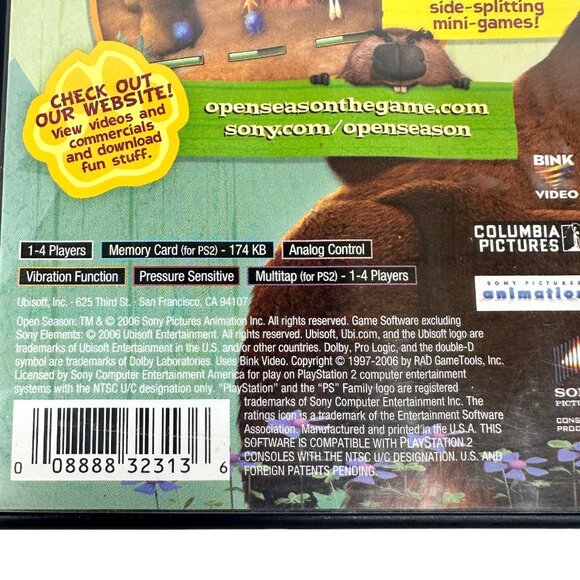 side-splitting
mini-games!
CHECK OUT
OUR WEBSITE!
View videos and
commercials
and download
fun stuff.
openseasonthegame.com
sony.com/openseason
BINK
VIDEO
COLUMBIA
PICTURES
SONY PICTURES
animation
1-4 Players
Memory Card (for PS2) - 174 KB
Analog Control
Vibration Function
Pressure Sensitive
Multitap (for PS2) - 1-4 Players
Ubisoft, Inc. · 625 Third St. · San Francisco, CA 94107
Open Season: TM & © 2006 Sony Pictures Animation Inc. All rights reserved. Game Software excluding
Sony Elements: © 2006 Ubisoft Entertainment. All rights reserved. Ubisoft, Ubi.com, and the Ubisoft logo are
trademarks of Ubisoft Entertainment in the U.S. and/or other countries. Dolby, Pro Logic, and the double-D
symbol are trademarks of Dolby Laboratories. Uses Bink Video. Copyright © 1997-2006 by RAD GameTools, Inc.
Licensed by Sony Computer Entertainment America for play on PlayStation 2 computer entertainment
systems with the NTSC U/C designation only. "PlayStation" and the "PS" Family logo are registered
trademarks of Sony Computer Entertainment Inc. The
ratings icon is a trademark of the Entertainment Software
Association. Manufactured and printed in the U.S.A. THIS
SOFTWARE IS COMPATIBLE WITH PLAYSTATION 2
CONSOLES WITH THE NTSC U/C DESIGNATION. U.S. AND
FOREIGN PATENTS PENDING.
SON
PICTU
CONS
PRO
0 08888 32313 6